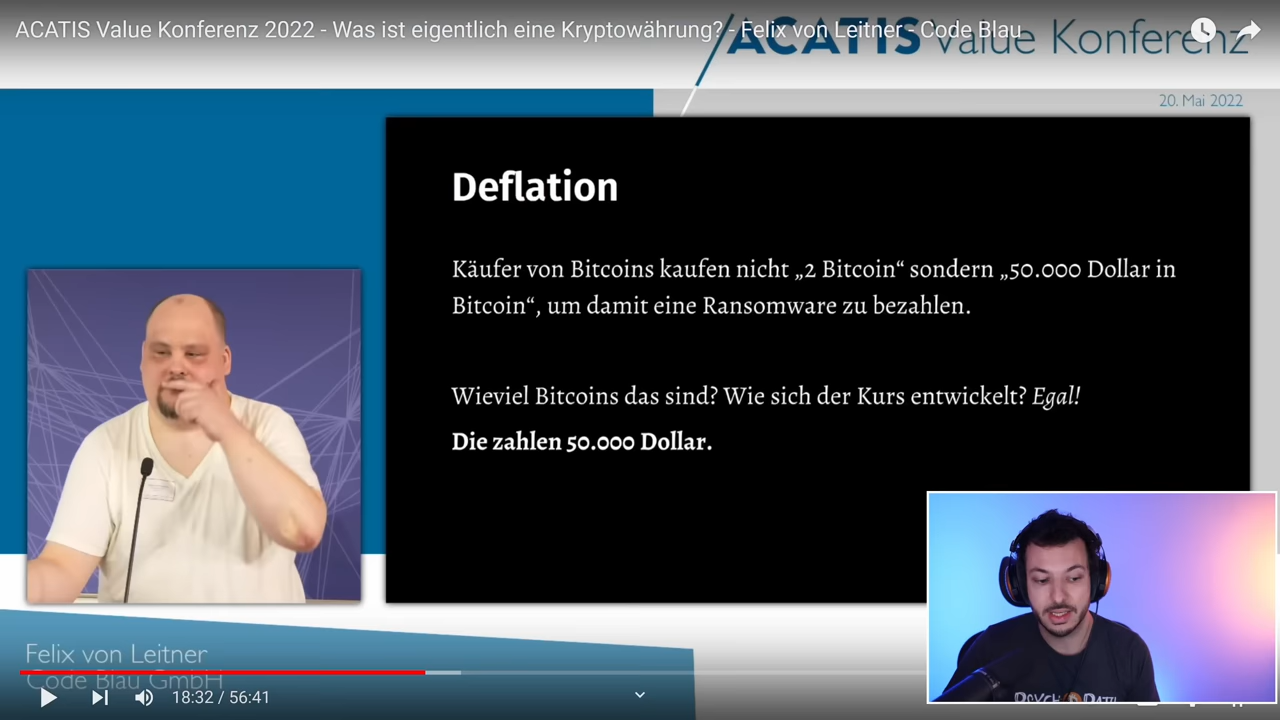 ACATIS Value Konferenz 2022 - Was ist eigentlich eine Kryptowährung? - Felix von Leitner - Code Blau
ACATIS Value Konferenz
20. Mai 2022
Deflation
Käufer von Bitcoins kaufen nicht „2 Bitcoin“ sondern „50.000 Dollar in
Bitcoin“, um damit eine Ransomware zu bezahlen.
Wieviel Bitcoins das sind? Wie sich der Kurs entwickelt? Egal!
Die zahlen 50.000 Dollar.
Felix von Leitner
Code Blau GmbH
18:32 / 56:41